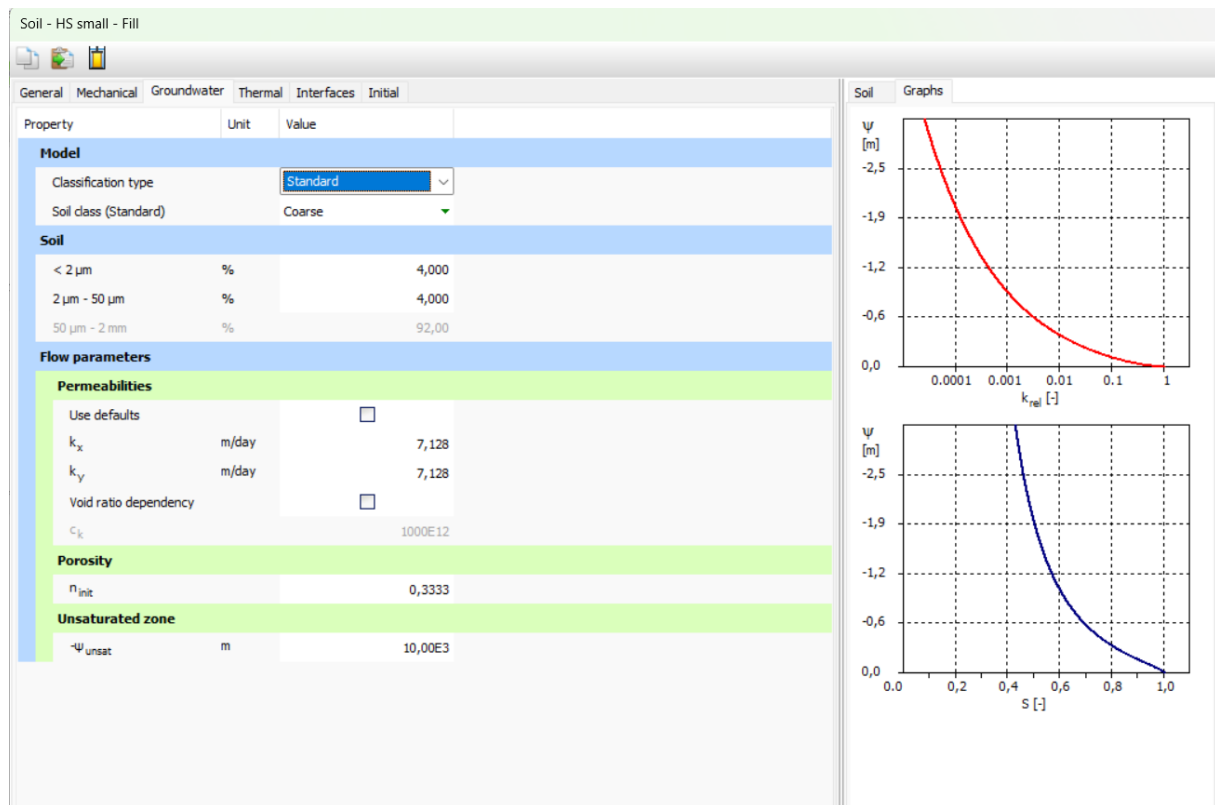 Soil - HS small - Fill
General Mechanical Groundwater Thermal Interfaces Initial
Property Unit Value
Model
Classification type Standard
Soil class (Standard) Coarse
Soil
< 2 µm % 4,000
2 µm - 50 µm % 4,000
50 µm - 2 mm % 92,00
Flow parameters
Permeabilities
Use defaults
kx m/day 7,128
ky m/day 7,128
Void ratio dependency
ck 1000E12
Porosity
ninit 0,3333
Unsaturated zone
-Ψunsat m 10,00E3
Soil Graphs
Ψ
[m]
-2,5
-1,9
-1,2
-0,6
0,0
0.0001 0.001 0.01 0.1 1
krel [-]
Ψ
[m]
-2,5
-1,9
-1,2
-0,6
0,0
0.0 0,2 0,4 0,6 0,8 1,0
S [-]